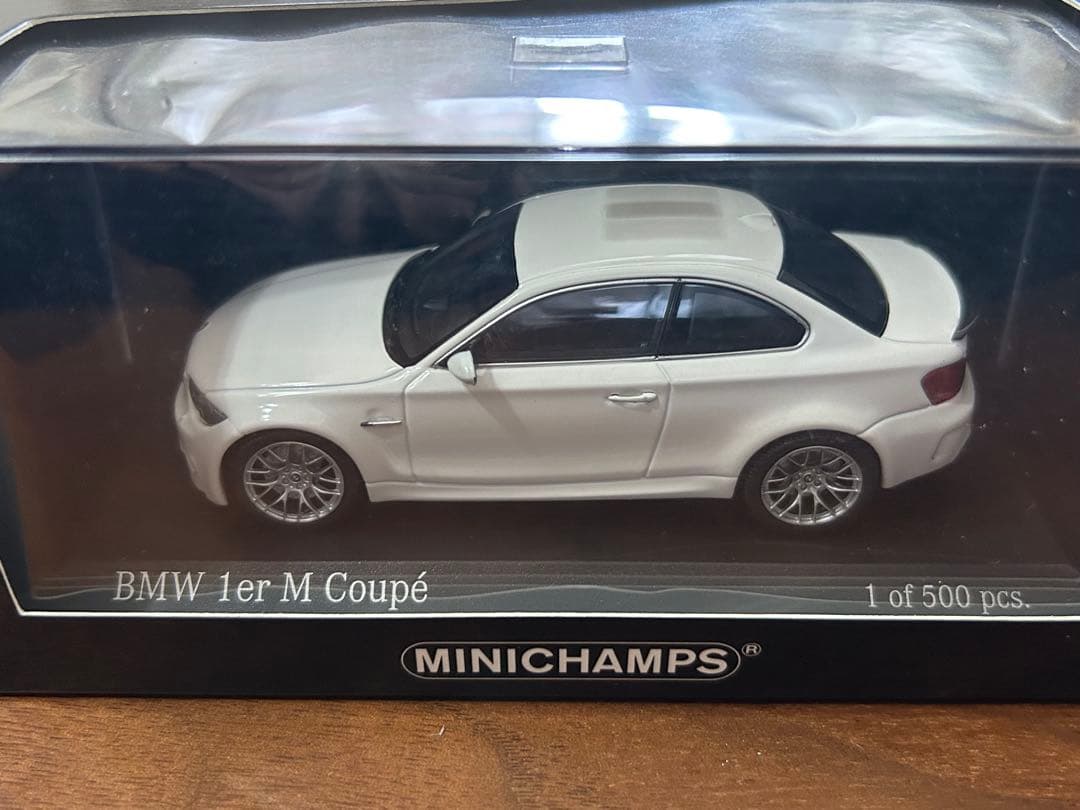 BMW 1er M Coupé
1 of 500 pcs.
MINICHAMPS®